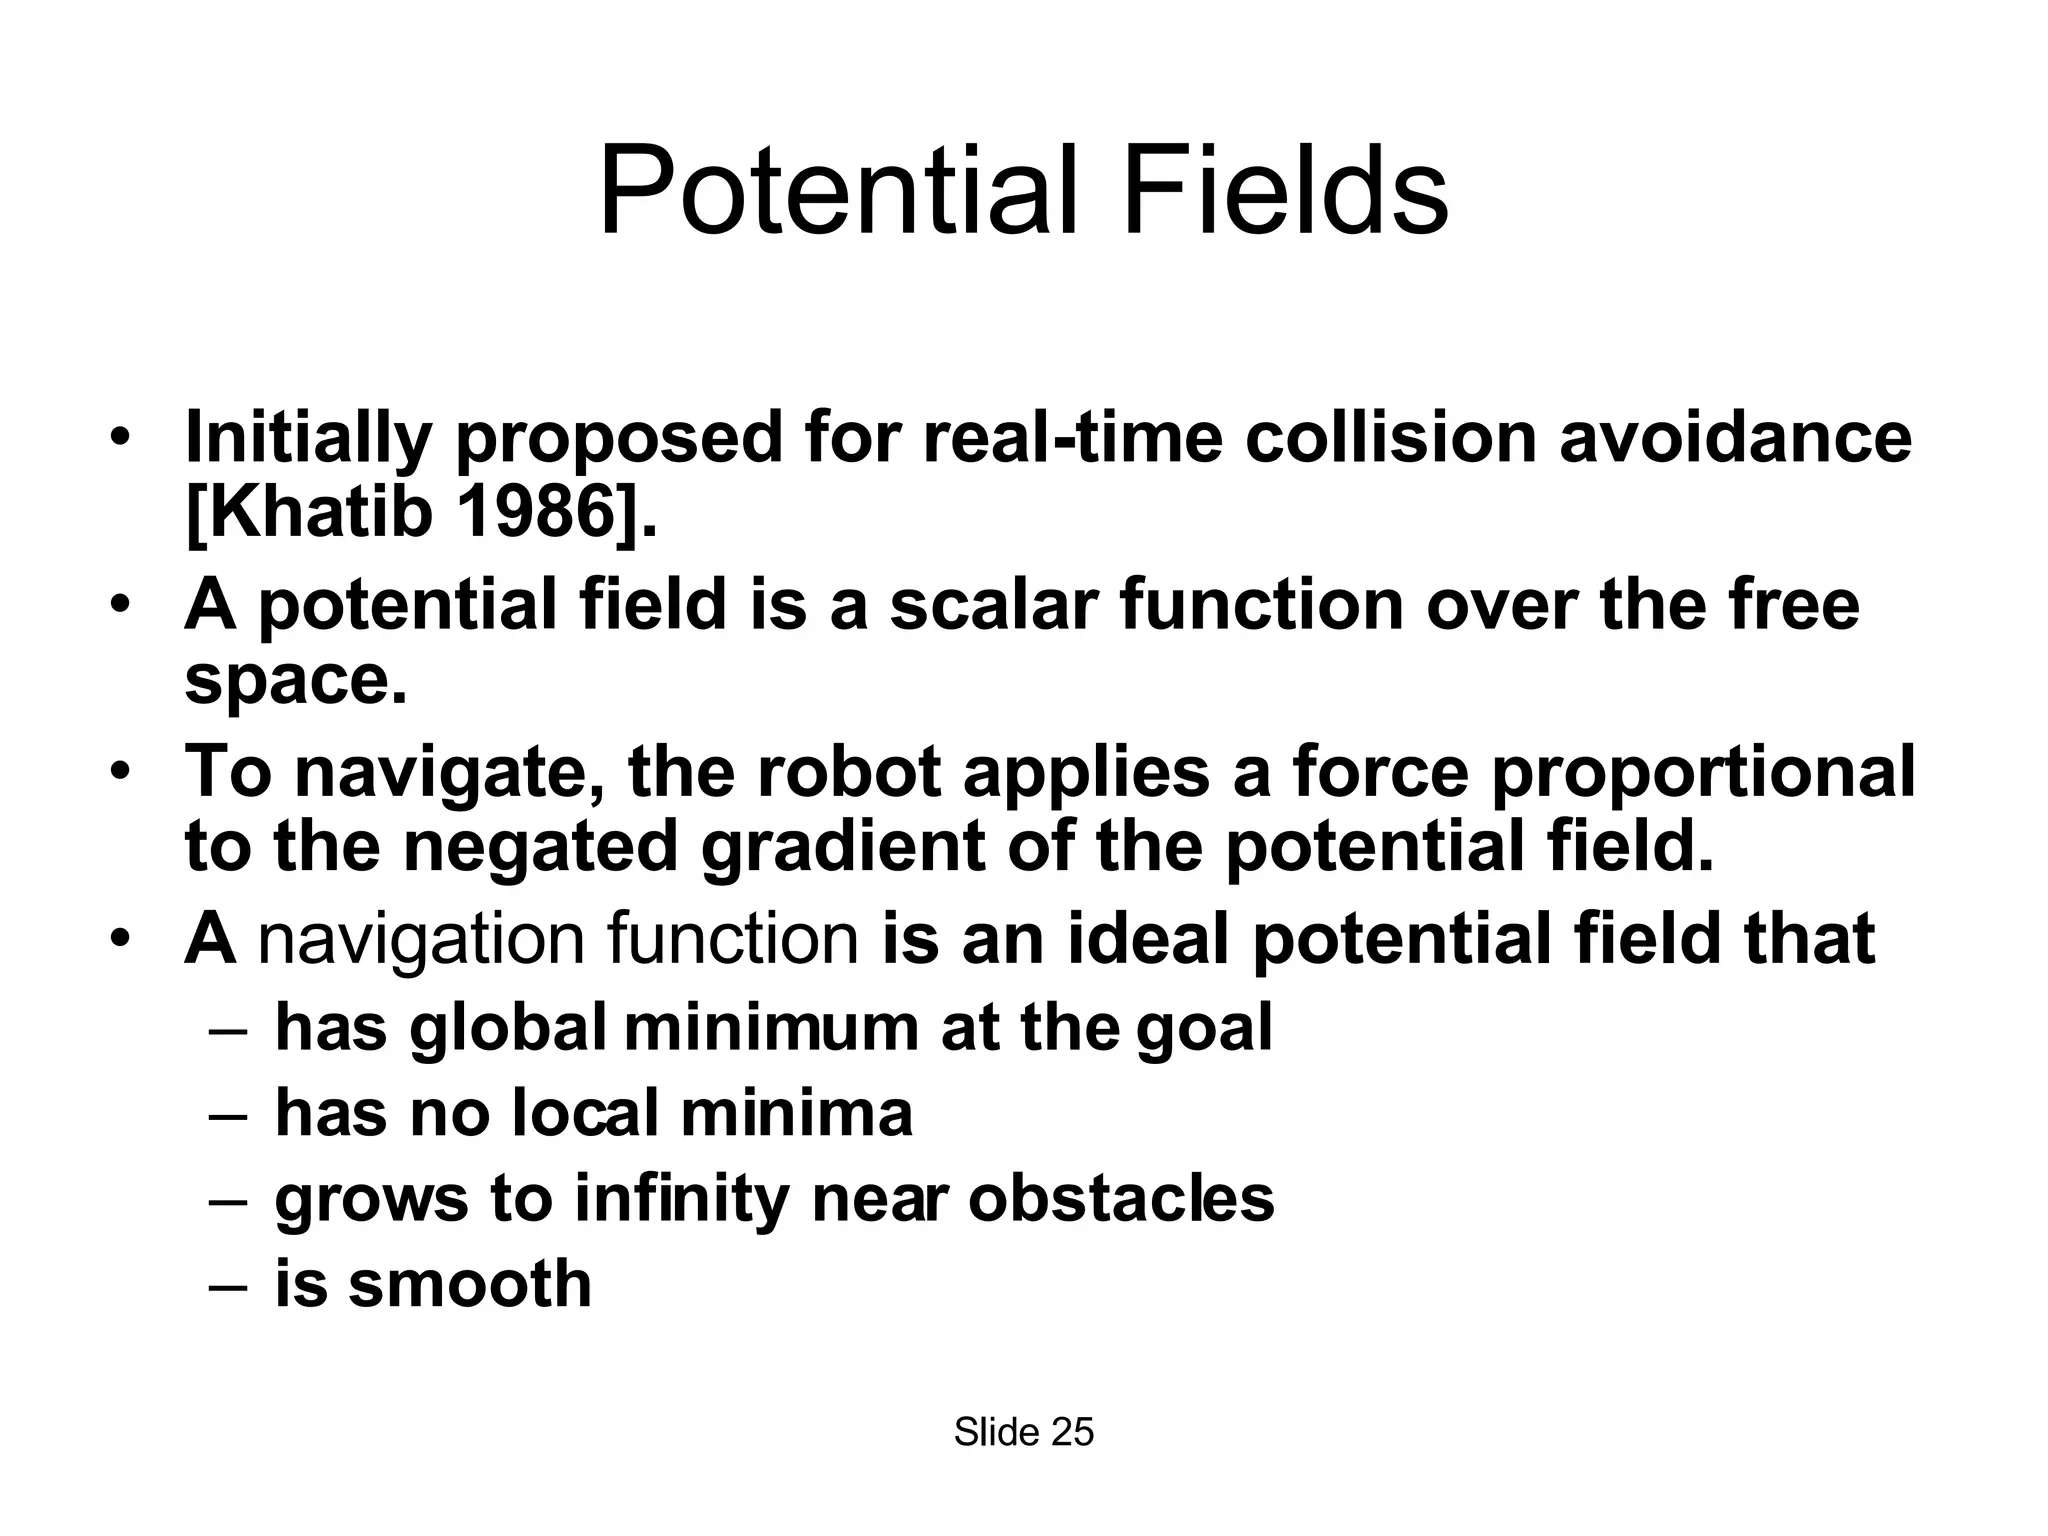 Potential Fields
• Initially proposed for real-time collision avoidance
[Khatib 1986].
• A potential field is a scalar function over the free
space.
• To navigate, the robot applies a force proportional
to the negated gradient of the potential field.
• A navigation function is an ideal potential field that
– has global minimum at the goal
– has no local minima
– grows to infinity near obstacles
– is smooth
Slide 25